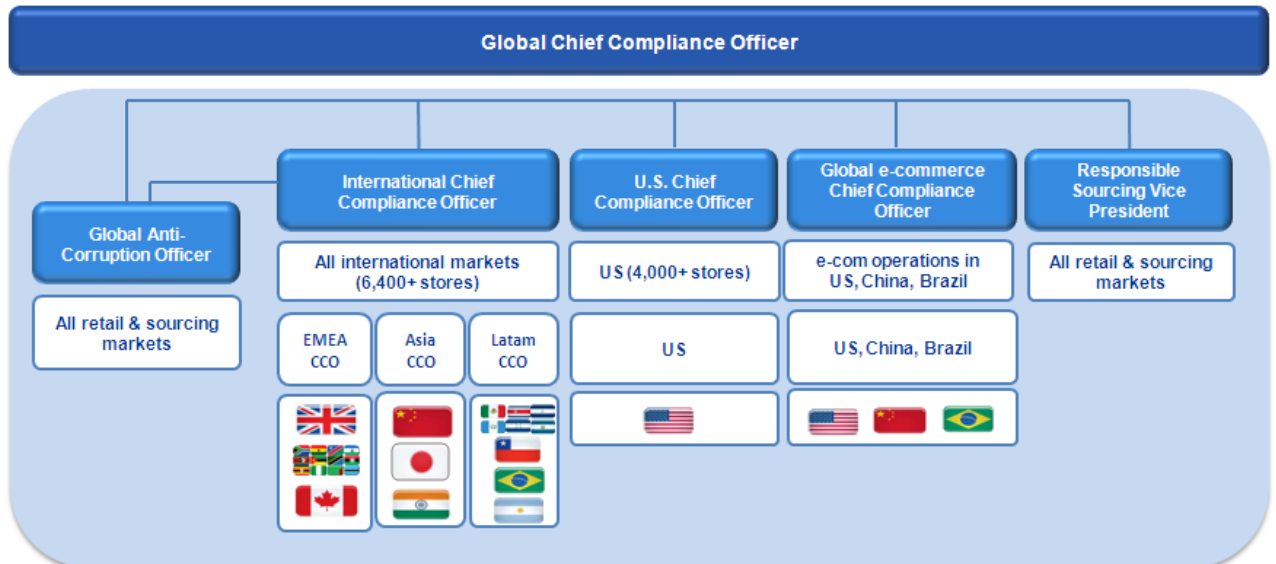 Global Chief Compliance Officer
Global Anti-
Corruption Officer
All retail & sourcing
markets
International Chief
Compliance Officer
All international markets
(6,400+ stores)
EMEA
CCO
Asia
CCO
Latam
CCO
U.S. Chief
Compliance Officer
US (4,000+ stores)
US
Global e-commerce
Chief Compliance
Officer
e-com operations in
US, China, Brazil
US, China, Brazil
Responsible
Sourcing Vice
President
All retail & sourcing
markets